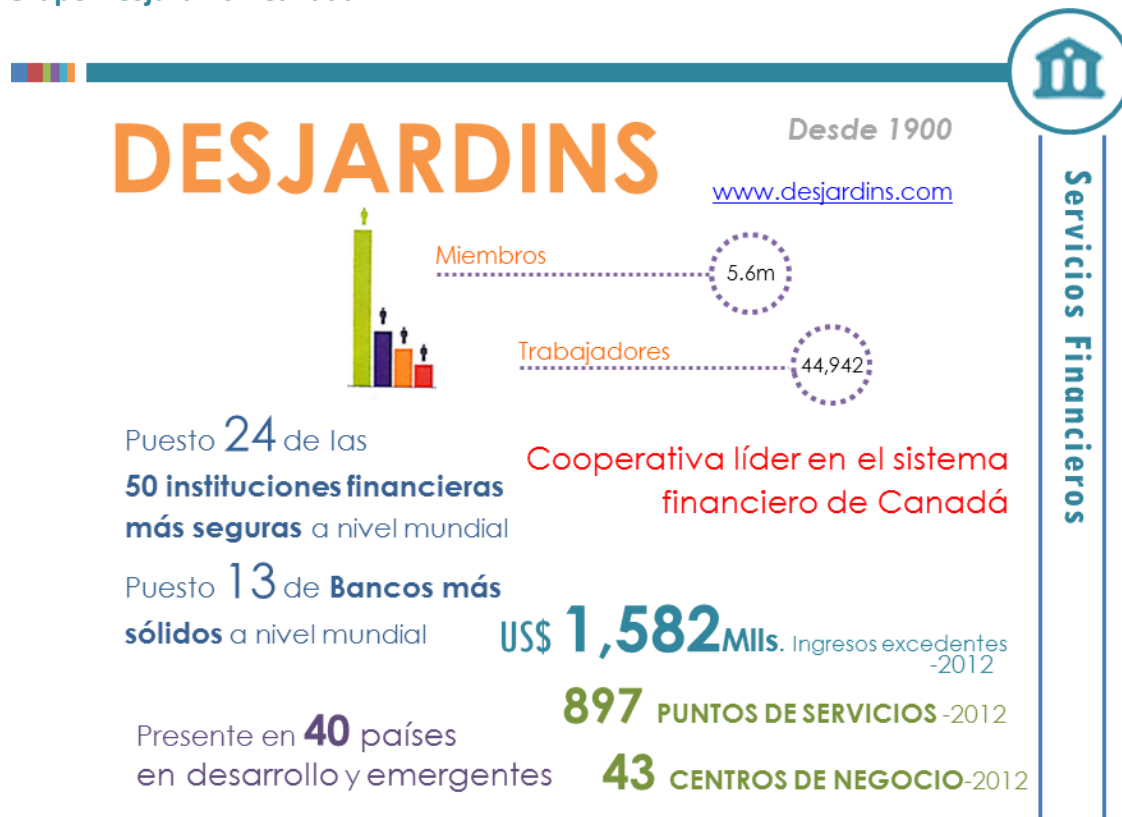 DESJARDINS
Desde 1900
www.desjardins.com
Miembros
5.6m
Trabajadores
44,942
Puesto 24 de las
50 instituciones financieras
más seguras a nivel mundial
Cooperativa líder en el sistema
financiero de Canadá
Puesto 13 de Bancos más
sólidos a nivel mundial
US$ 1,582 Mlls. Ingresos excedentes
-2012
897 PUNTOS DE SERVICIOS -2012
Presente en 40 países
en desarrollo y emergentes
43 CENTROS DE NEGOCIO-2012
Servicios Financieros